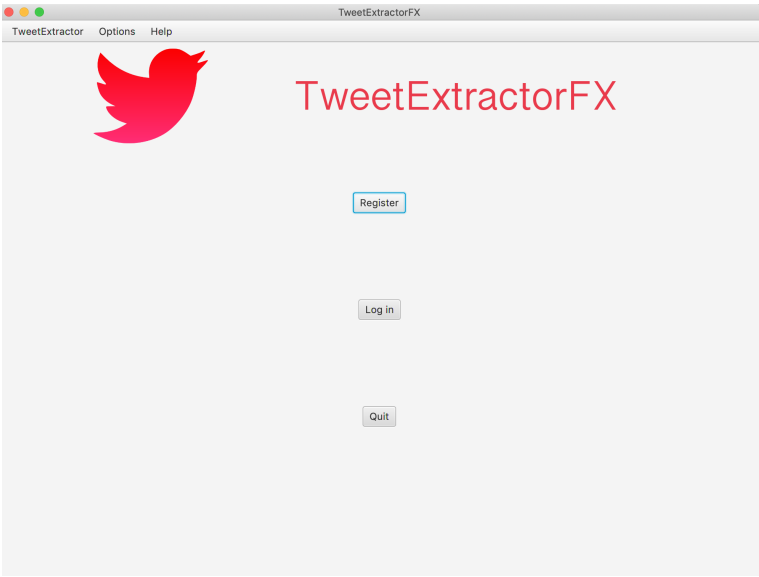 TweetExtractorFX
TweetExtractor Options Help
TweetExtractorFX
Register
Log in
Quit